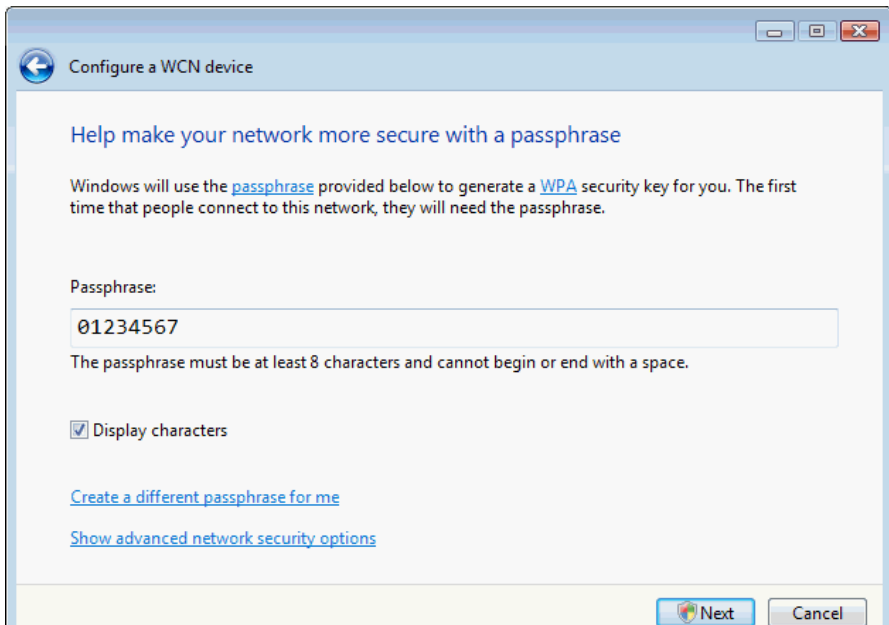 Configure a WCN device
Help make your network more secure with a passphrase
Windows will use the passphrase provided below to generate a WPA security key for you. The first
time that people connect to this network, they will need the passphrase.
Passphrase:
01234567
The passphrase must be at least 8 characters and cannot begin or end with a space.
Display characters
Create a different passphrase for me
Show advanced network security options
Next Cancel